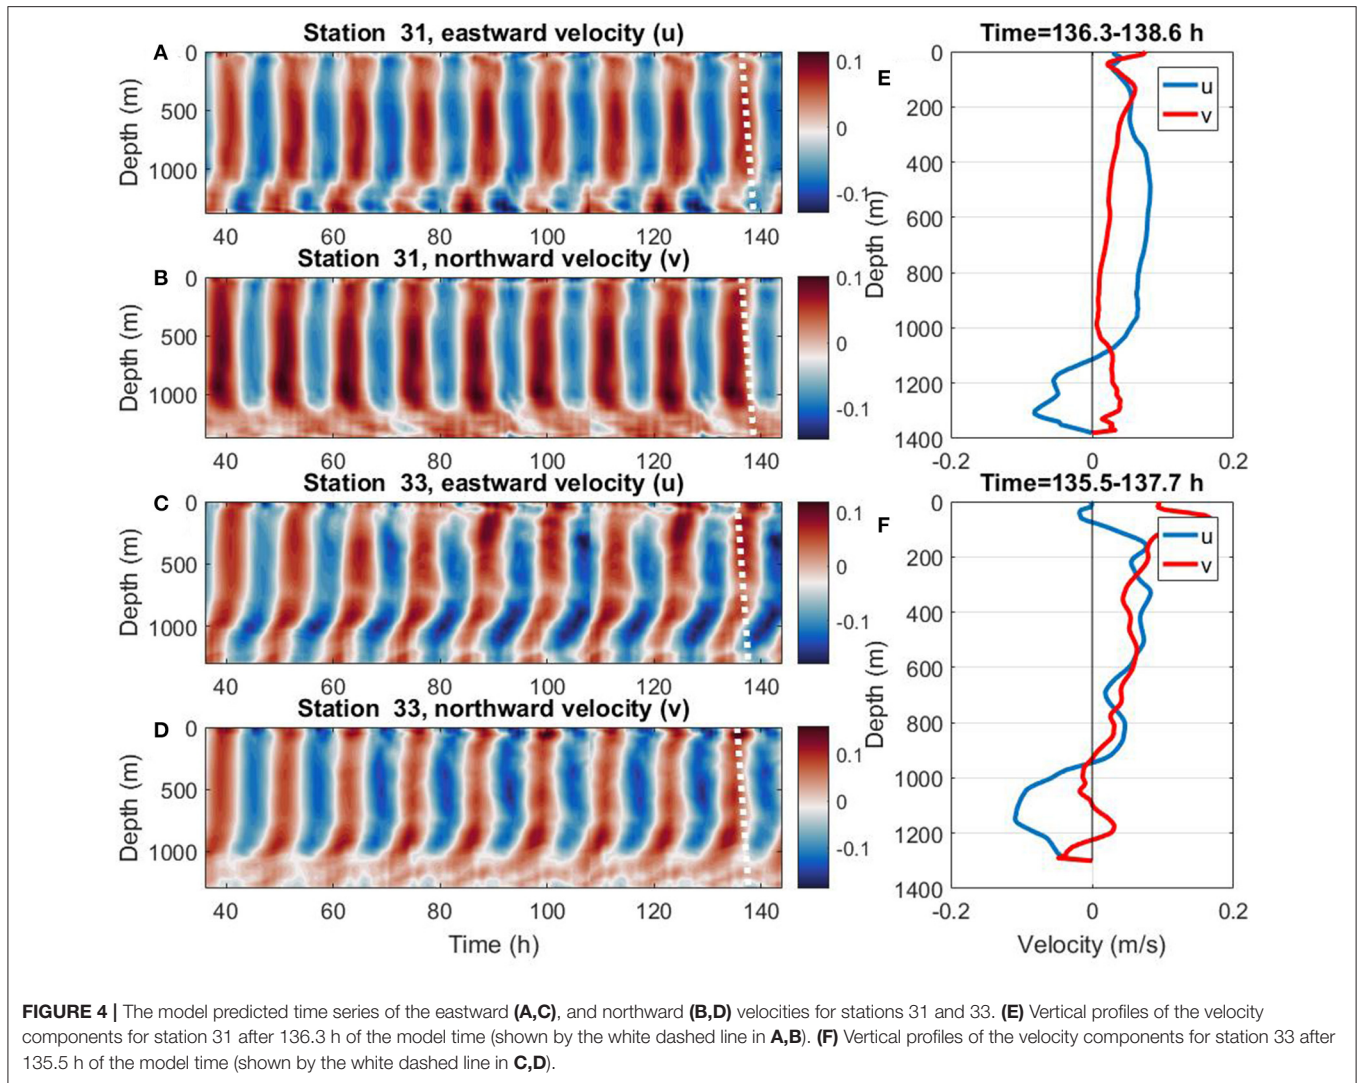 Station 31, eastward velocity (u)
A
Depth (m)
0
500
1000
40
60
80
100
120
140
0.1
0
-0.1
Station 31, northward velocity (v)
B
Depth (m)
0
500
1000
40
60
80
100
120
140
0.1
0
-0.1
Station 33, eastward velocity (u)
C
Depth (m)
0
500
1000
40
60
80
100
120
140
0.1
0
-0.1
Station 33, northward velocity (v)
D
Depth (m)
0
500
1000
40
60
80
100
120
140
Time (h)
0.1
0
-0.1
Time=136.3-138.6 h
E
u
v
Depth (m)
0
200
400
600
800
1000
1200
1400
-0.2
0
0.2
Time=135.5-137.7 h
F
u
v
Depth (m)
0
200
400
600
800
1000
1200
1400
-0.2
0
0.2
Velocity (m/s)
FIGURE 4 | The model predicted time series of the eastward (A,C), and northward (B,D) velocities for stations 31 and 33. (E) Vertical profiles of the velocity
components for station 31 after 136.3 h of the model time (shown by the white dashed line in A,B). (F) Vertical profiles of the velocity components for station 33 after
135.5 h of the model time (shown by the white dashed line in C,D).